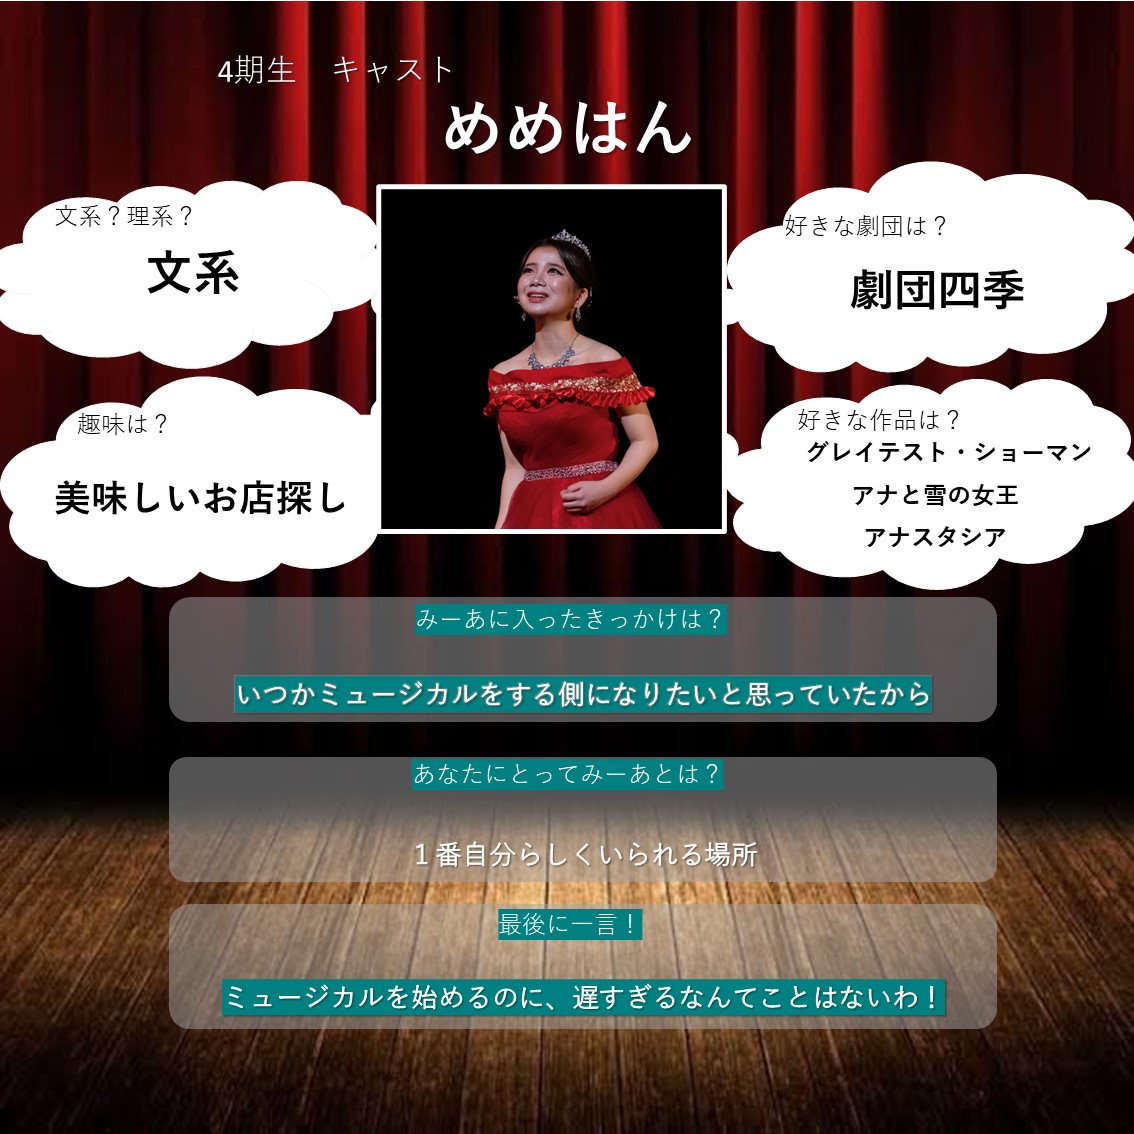 4期生　キャスト
めめはん
文系？理系？
文系
好きな劇団は？
劇団四季
趣味は？
美味しいお店探し
好きな作品は？
グレイテスト・ショーマン
アナと雪の女王
アナスタシア
みーあに入ったきっかけは？
いつかミュージカルをする側になりたいと思っていたから
あなたにとってみーあとは？
１番自分らしくいられる場所
最後に一言！
ミュージカルを始めるのに、遅すぎるなんてことはないわ！